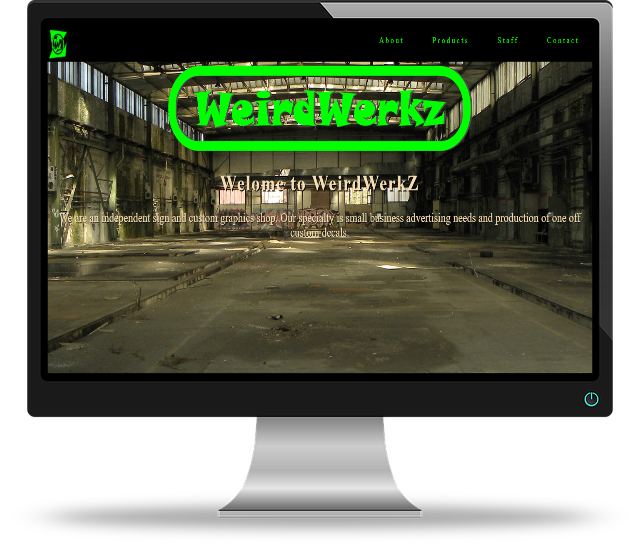 About Products Staff Contact
WeirdWerkz
Welome to WeirdWerkZ
We are an independent sign and custom graphics shop. Our specialty is small business advertising needs and production of one off
custom decals.